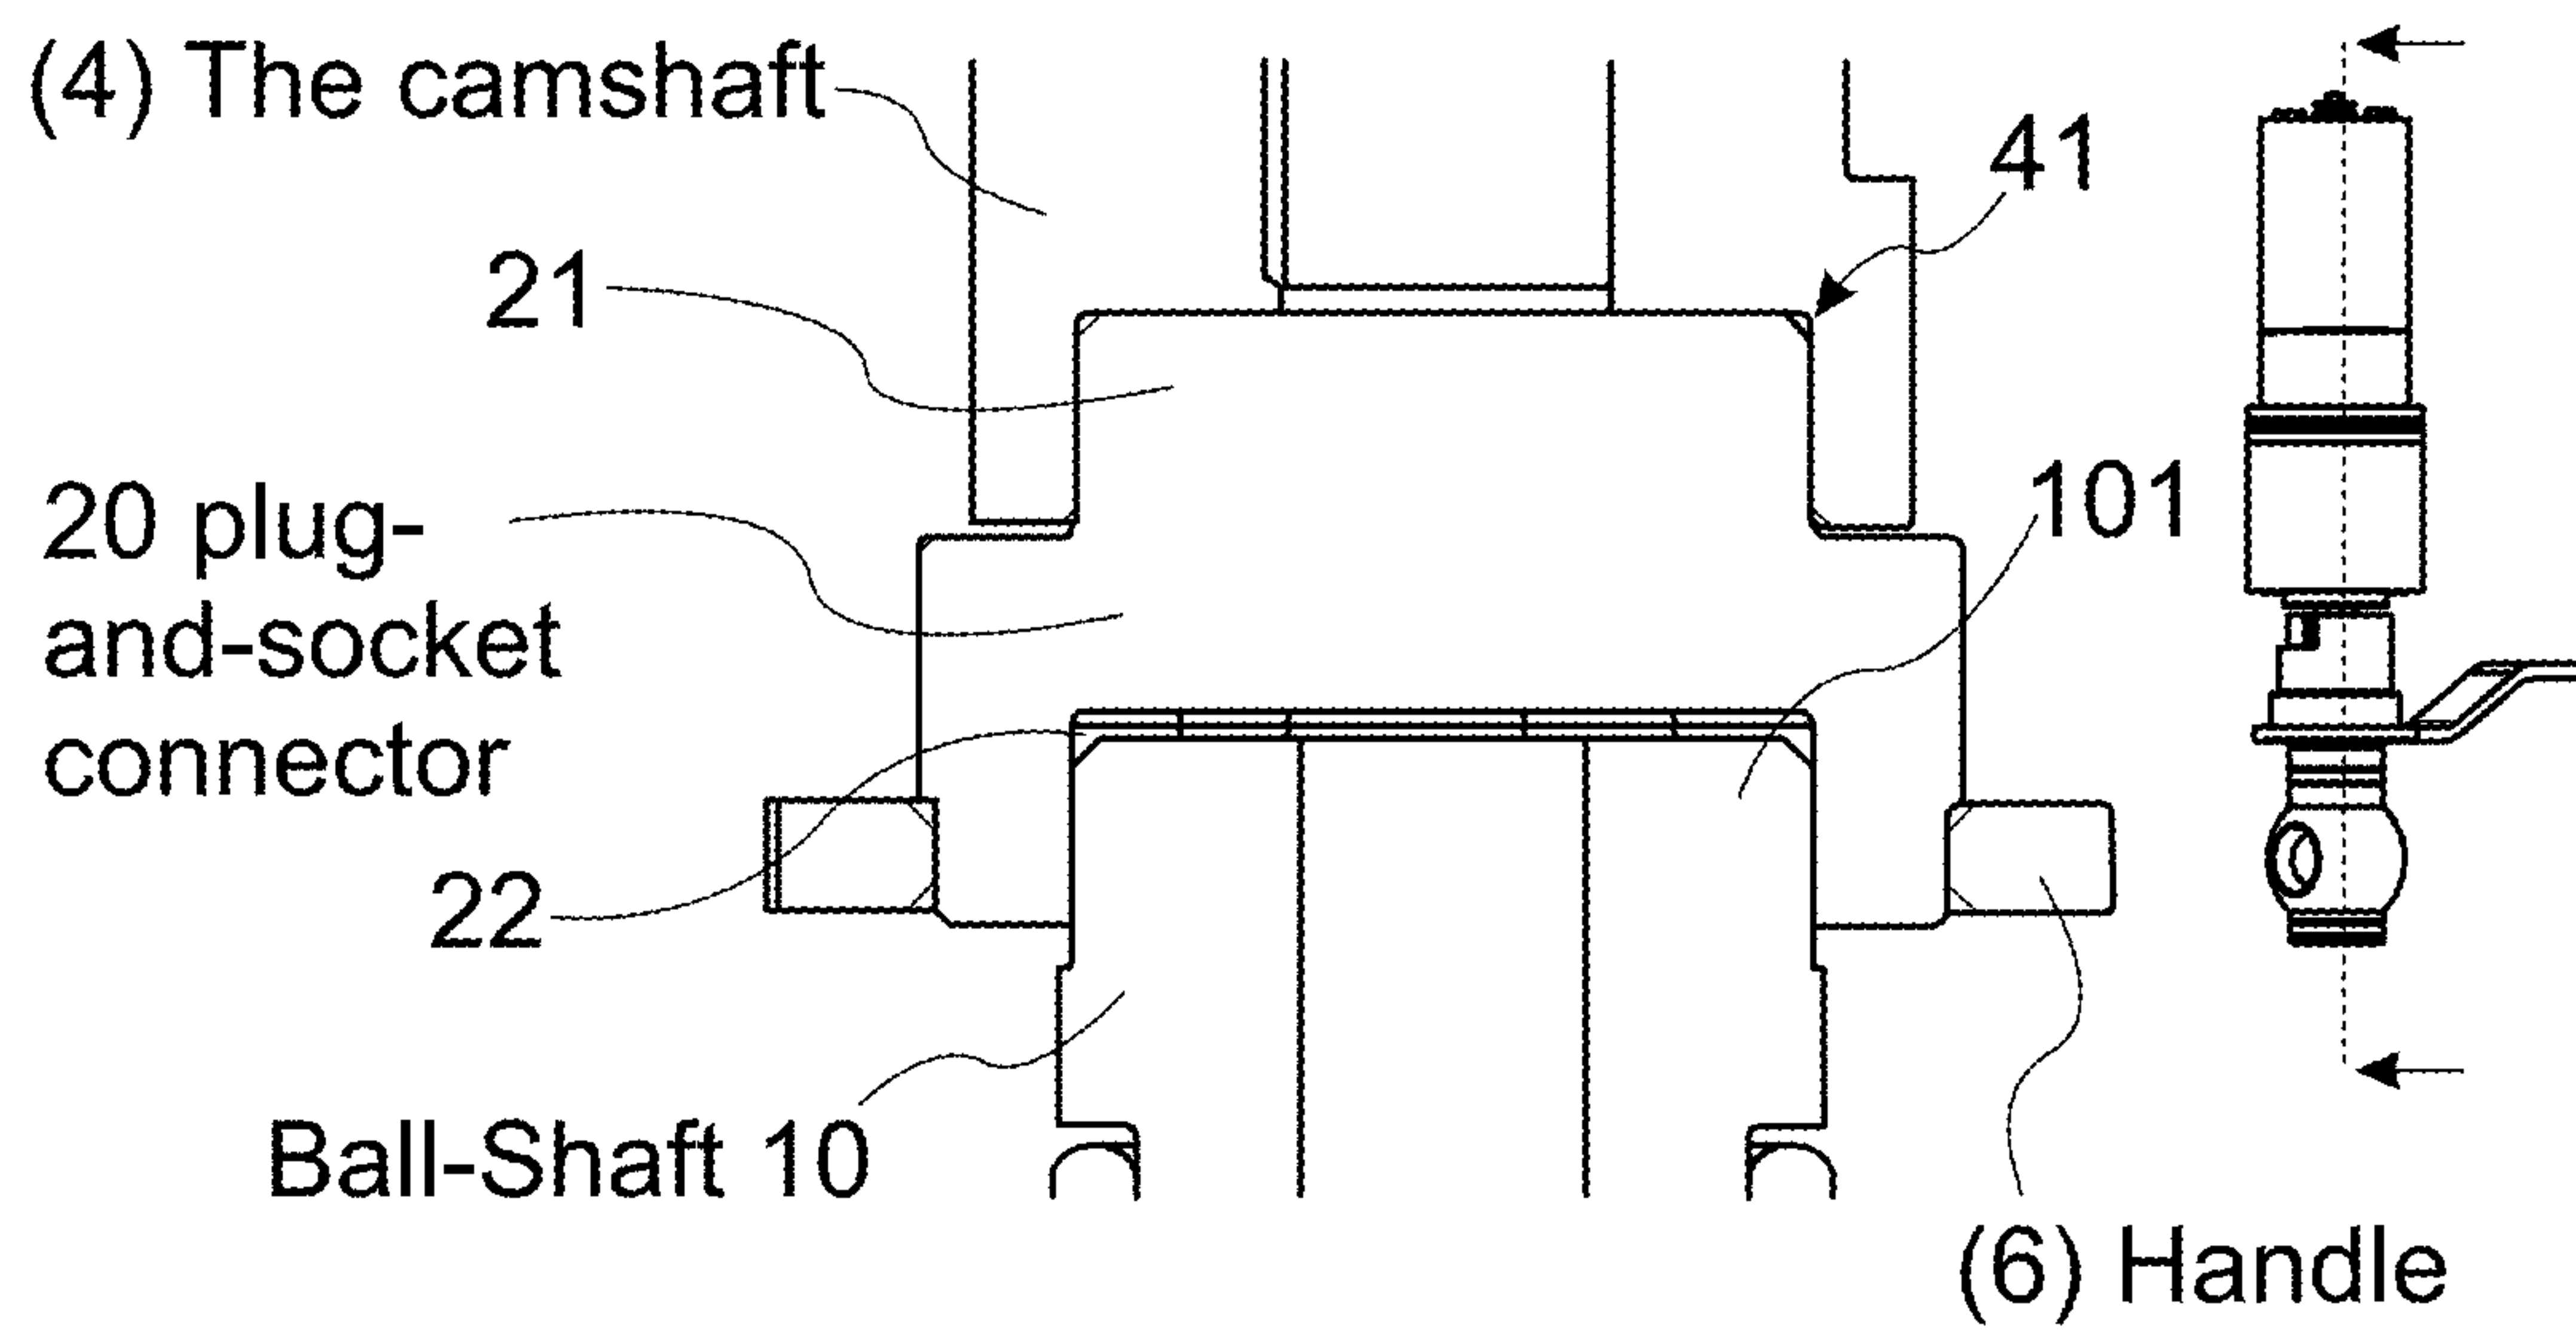 (4) The camshaft
41
21
101
20 plug-
and-socket
connector
22
Ball-Shaft 10
(6) Handle